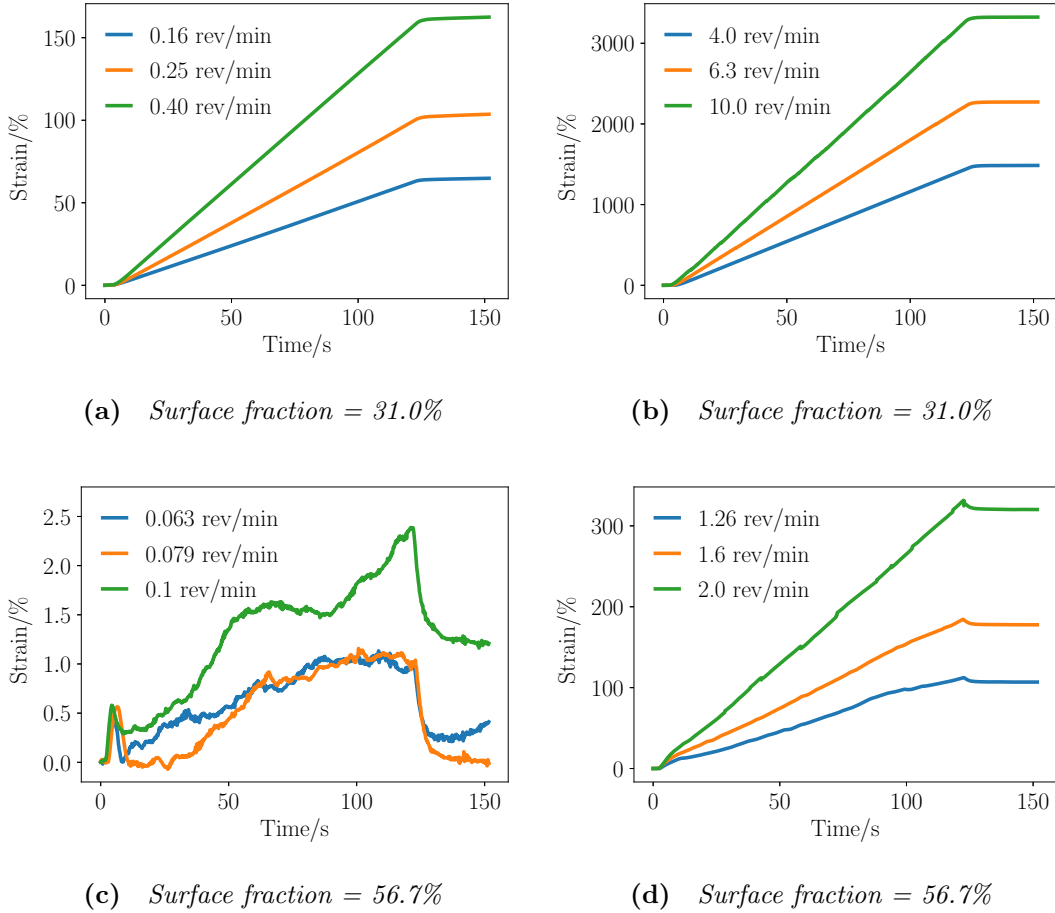 150
100
50
0
Strain/%
0.16 rev/min
0.25 rev/min
0.40 rev/min
0
50
100
150
Time/s
(a) Surface fraction = 31.0%
3000
2000
1000
0
Strain/%
4.0 rev/min
6.3 rev/min
10.0 rev/min
0
50
100
150
Time/s
(b) Surface fraction = 31.0%
2.5
2.0
1.5
1.0
0.5
0.0
Strain/%
0.063 rev/min
0.079 rev/min
0.1 rev/min
0
50
100
150
Time/s
(c) Surface fraction = 56.7%
300
200
100
0
Strain/%
1.26 rev/min
1.6 rev/min
2.0 rev/min
0
50
100
150
Time/s
(d) Surface fraction = 56.7%